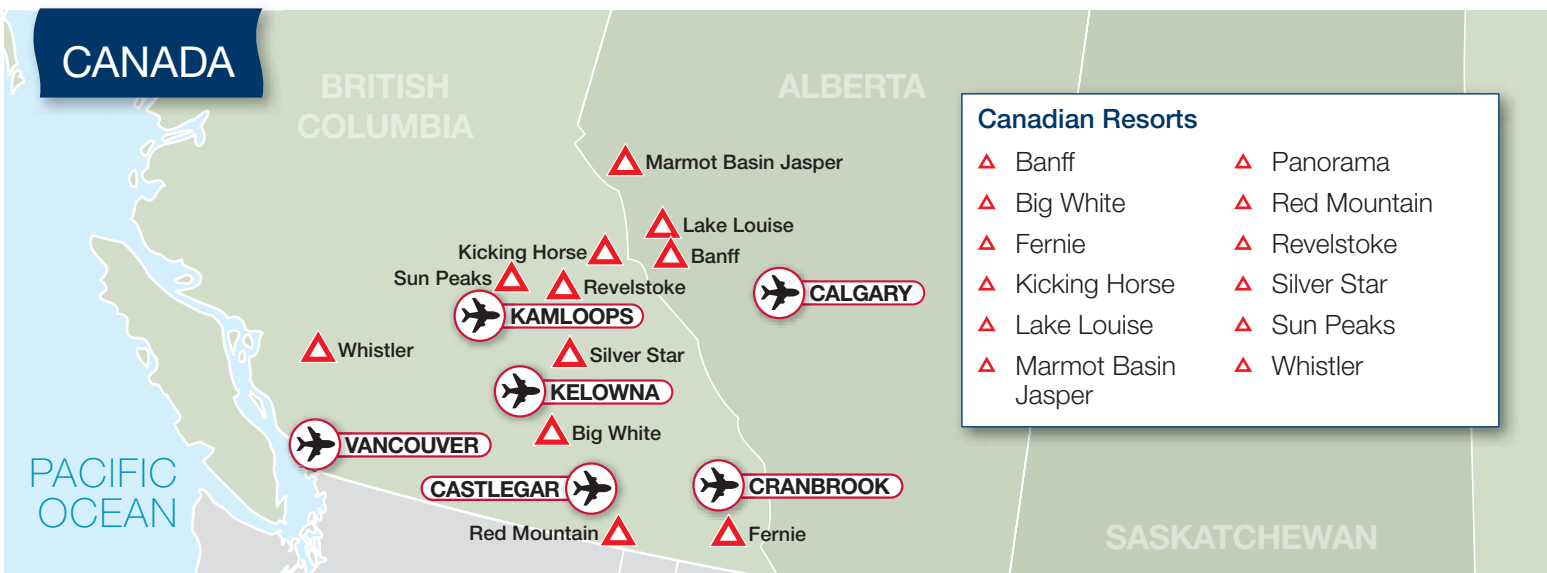 CANADA
BRITISH
COLUMBIA
ALBERTA
Marmot Basin Jasper
Lake Louise
Kicking Horse
Banff
Sun Peaks
Revelstoke
CALGARY
KAMLOOPS
Whistler
Silver Star
KELOWNA
Big White
VANCOUVER
PACIFIC
OCEAN
CASTLEGAR
CRANBROOK
Red Mountain
Fernie
SASKATCHEWAN
Canadian Resorts
Banff
Big White
Fernie
Kicking Horse
Lake Louise
Marmot Basin
Jasper
Panorama
Red Mountain
Revelstoke
Silver Star
Sun Peaks
Whistler